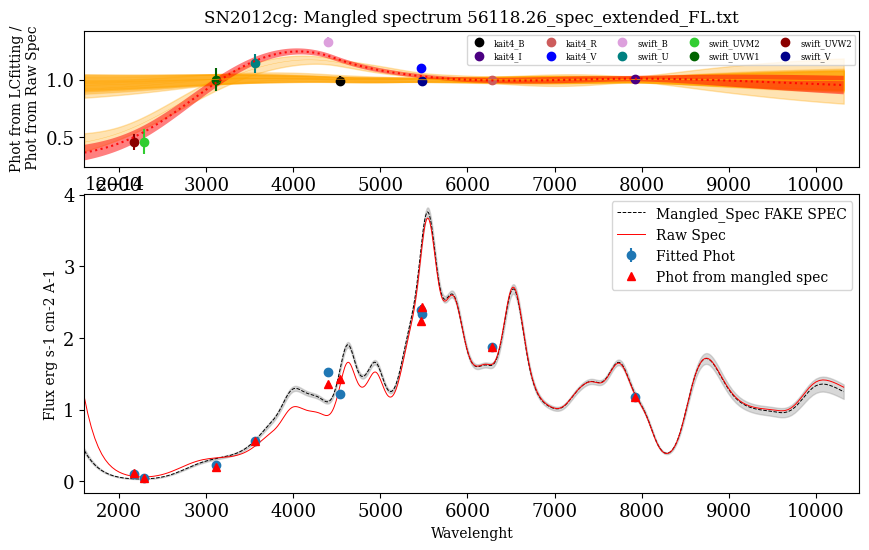 SN2012cg: Mangled spectrum 56118.26_spec_extended_FL.txt
Phot from LCfitting /
Phot from Raw Spec
1.0
0.5
kait4_B kait4_R swift_B swift_UVM2 swift_UVW2
kait4_I kait4_V swift_U swift_UVW1 swift_V
2000 3000 4000 5000 6000 7000 8000 9000 10000
1e−14
Flux erg s-1 cm-2 A-1
4
3
2
1
0
Mangled_Spec FAKE SPEC
Raw Spec
Fitted Phot
Phot from mangled spec
2000 3000 4000 5000 6000 7000 8000 9000 10000
Wavelenght